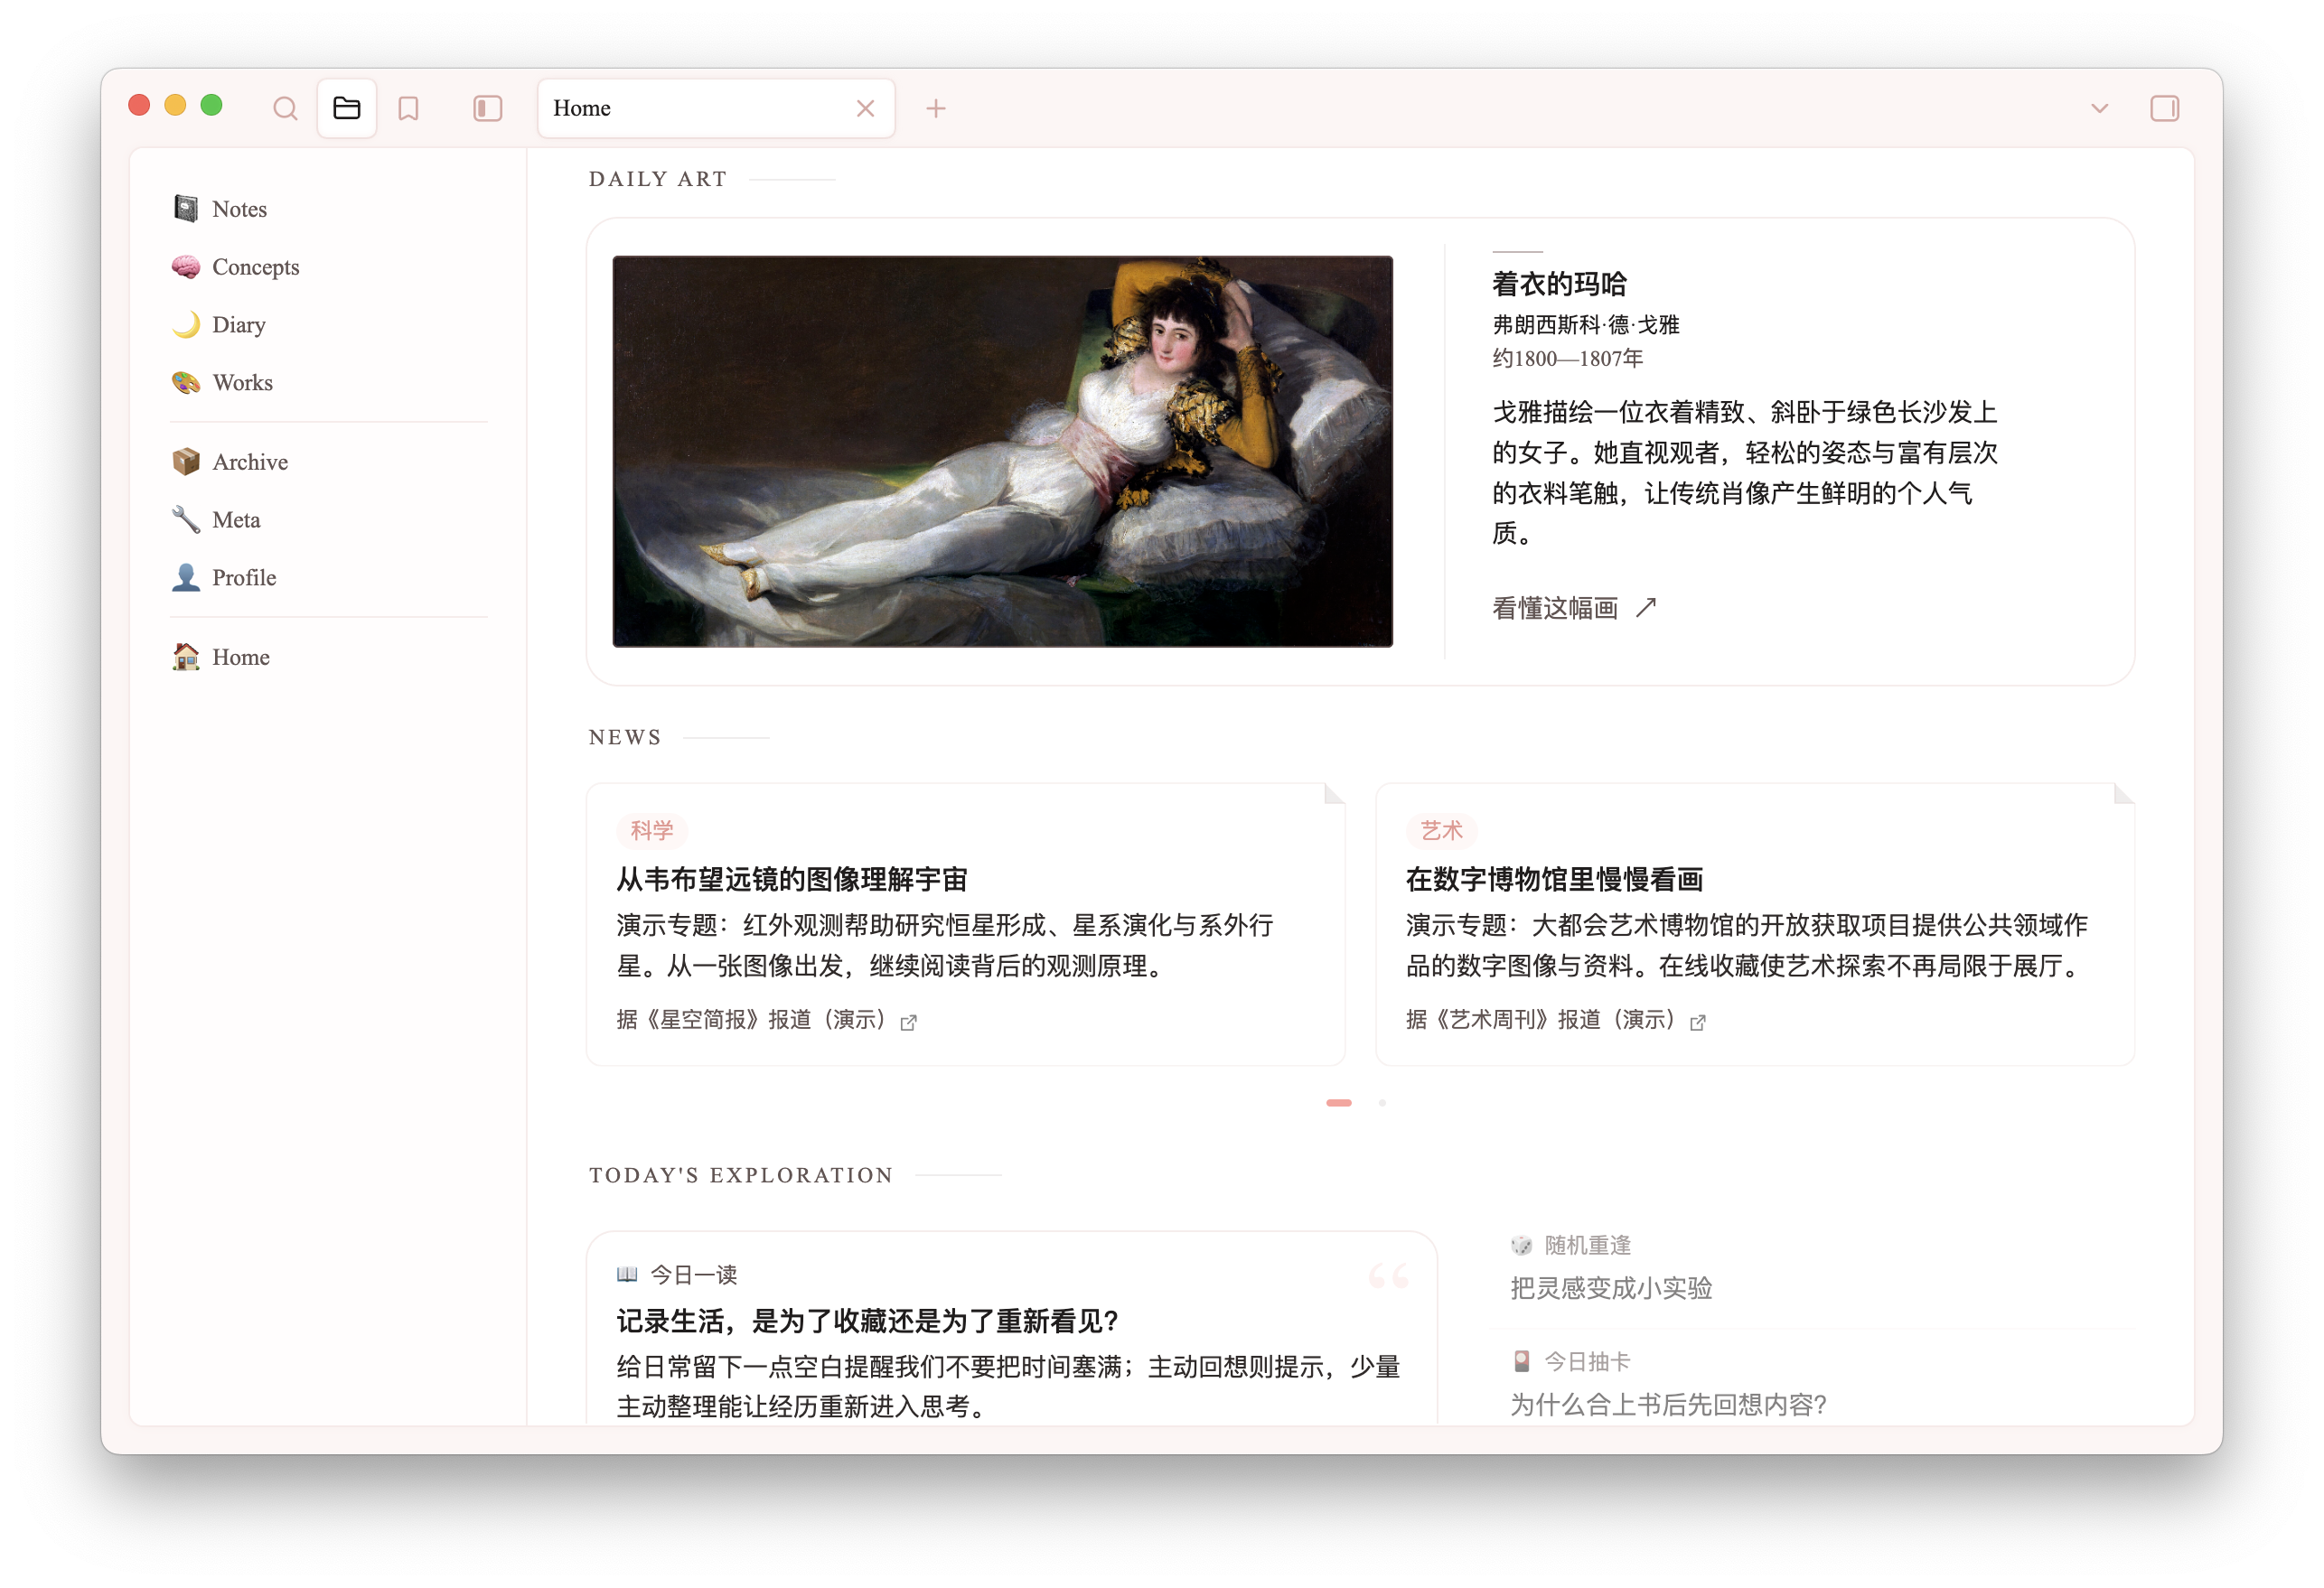 Home
Notes
Concepts
Diary
Works
Archive
Meta
Profile
Home
DAILY ART
着衣的玛哈
弗朗西斯科·德·戈雅
约1800—1807年
戈雅描绘一位衣着精致、斜卧于绿色长沙发上
的女子。她直视观者，轻松的姿态与富有层次
的衣料笔触，让传统肖像产生鲜明的个人气
质。
看懂这幅画 ↗
NEWS
科学
从韦布望远镜的图像理解宇宙
演示专题：红外观测帮助研究恒星形成、星系演化与系外行
星。从一张图像出发，继续阅读背后的观测原理。
据《星空简报》报道（演示）
艺术
在数字博物馆里慢慢看画
演示专题：大都会艺术博物馆的开放获取项目提供公共领域作
品的数字图像与资料。在线收藏使艺术探索不再局限于展厅。
据《艺术周刊》报道（演示）
TODAY'S EXPLORATION
今日一读
记录生活，是为了收藏还是为了重新看见？
给日常留下一点空白提醒我们不要把时间塞满；主动回想则提示，少量
主动整理能让经历重新进入思考。
随机重逢
把灵感变成小实验
今日抽卡
为什么合上书后先回想内容？